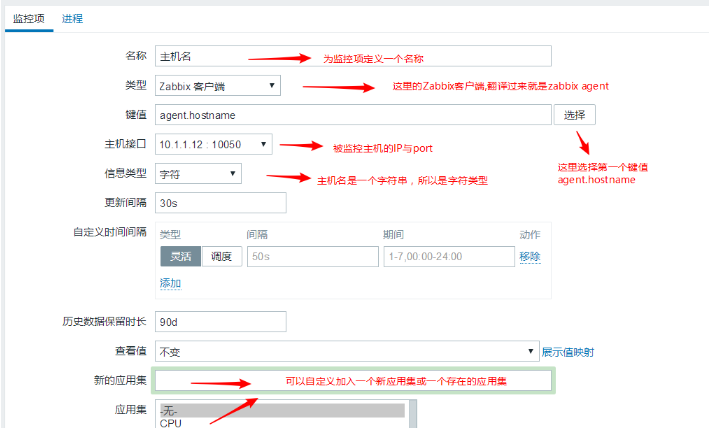 监控项 进程
名称 主机名 为监控项定义一个名称
类型 Zabbix 客户端 这里的Zabbix客户端,翻译过来就是zabbix agent
键值 agent.hostname 选择
主机接口 10.1.1.12 : 10050 被监控主机的IP与port
这里选择第一个键值
agent.hostname
信息类型 字符 主机名是一个字符串，所以是字符类型
更新间隔 30s
自定义时间间隔 类型 间隔 期间 动作
灵活 调度 50s 1-7,00:00-24:00 移除
添加
历史数据保留时长 90d
查看值 不变 展示值映射
新的应用集 可以自定义加入一个新应用集或一个存在的应用集
应用集 -无-
CPU